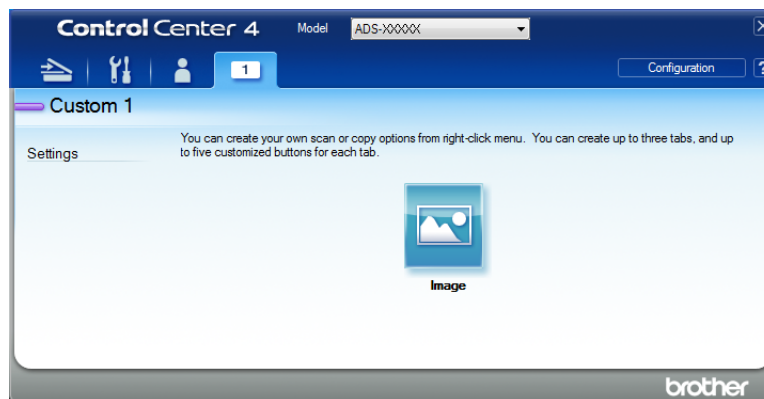 Control Center 4 Model ADS-XXXXX
1 Configuration ?
Custom 1
Settings
You can create your own scan or copy options from right-click menu. You can create up to three tabs, and up
to five customized buttons for each tab.
Image
brother